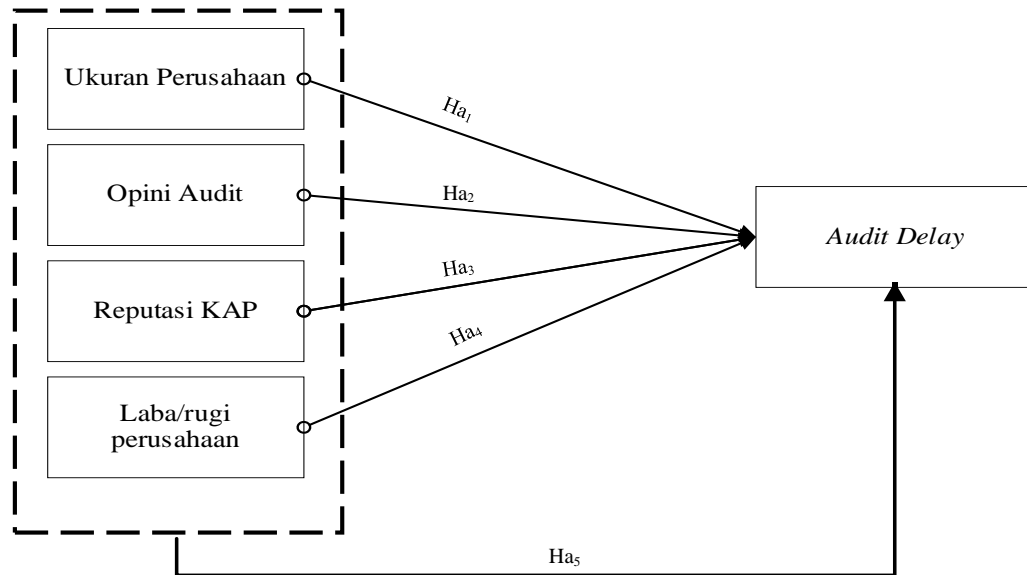 Ukuran Perusahaan
Ha₁
Opini Audit
Ha₂
Audit Delay
Reputasi KAP
Ha₃
Ha₄
Laba/rugi
perusahaan
Ha₅